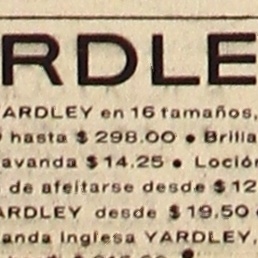 RDLE
YARDLEY en 16 tamaños,
hasta $ 298.00 • Brilla
avanda $ 14.25 • Loció
de afeitarse desde $ 12
ARDLEY desde $ 19.50
anda Inglesa YARDLEY,